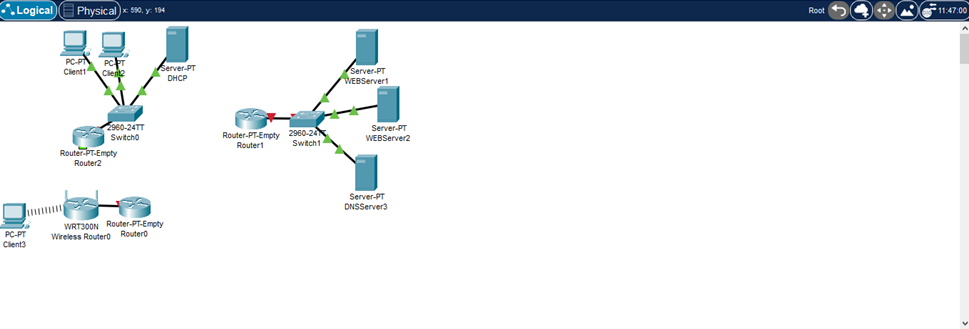 Logical
Physical
x: 590, y: 194
Root
11:47:00
PC-PT
Client1
PC-PT
Client2
Server-PT
DHCP
2960-24TT
Switch0
Router-PT-Empty
Router2
Server-PT
WEBServer1
Router-PT-Empty
Router1
2960-24TT
Switch1
Server-PT
WEBServer2
Server-PT
DNSServer3
PC-PT
Client3
WRT300N
Wireless Router0
Router-PT-Empty
Router0